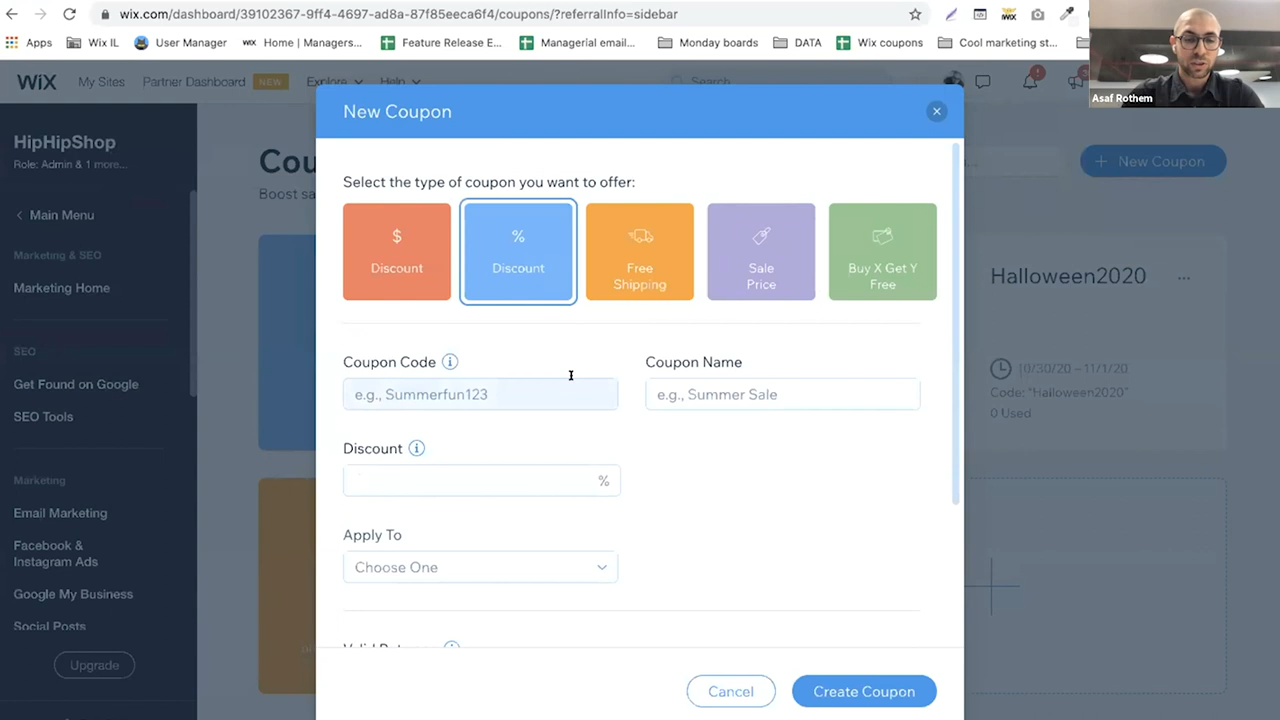 wix.com/dashboard/39102367-9ff4-4697-ad8a-87f85eeca6f4/coupons/?referralInfo=sidebar
Apps Wix IL User Manager WIX Home | Managers... Feature Release E... Managerial email... Monday boards DATA Wix coupons Cool marketing st...
WiX My Sites Partner Dashboard NEW Explore Help Search
Asaf Rothem
HipHipShop
Role: Admin & 1 more...
Main Menu
Marketing & SEO
Marketing Home
SEO
Get Found on Google
SEO Tools
Marketing
Email Marketing
Facebook &
Instagram Ads
Google My Business
Social Posts
Upgrade
New Coupon
Select the type of coupon you want to offer:
$
Discount
%
Discount
Free
Shipping
Sale
Price
Buy X Get Y
Free
Coupon Code
Coupon Name
e.g., Summerfun123
e.g., Summer Sale
Discount
%
Apply To
Choose One
Cancel
Create Coupon
+ New Coupon
Halloween2020
10/30/20 – 11/1/20
Code: "Halloween2020"
0 Used